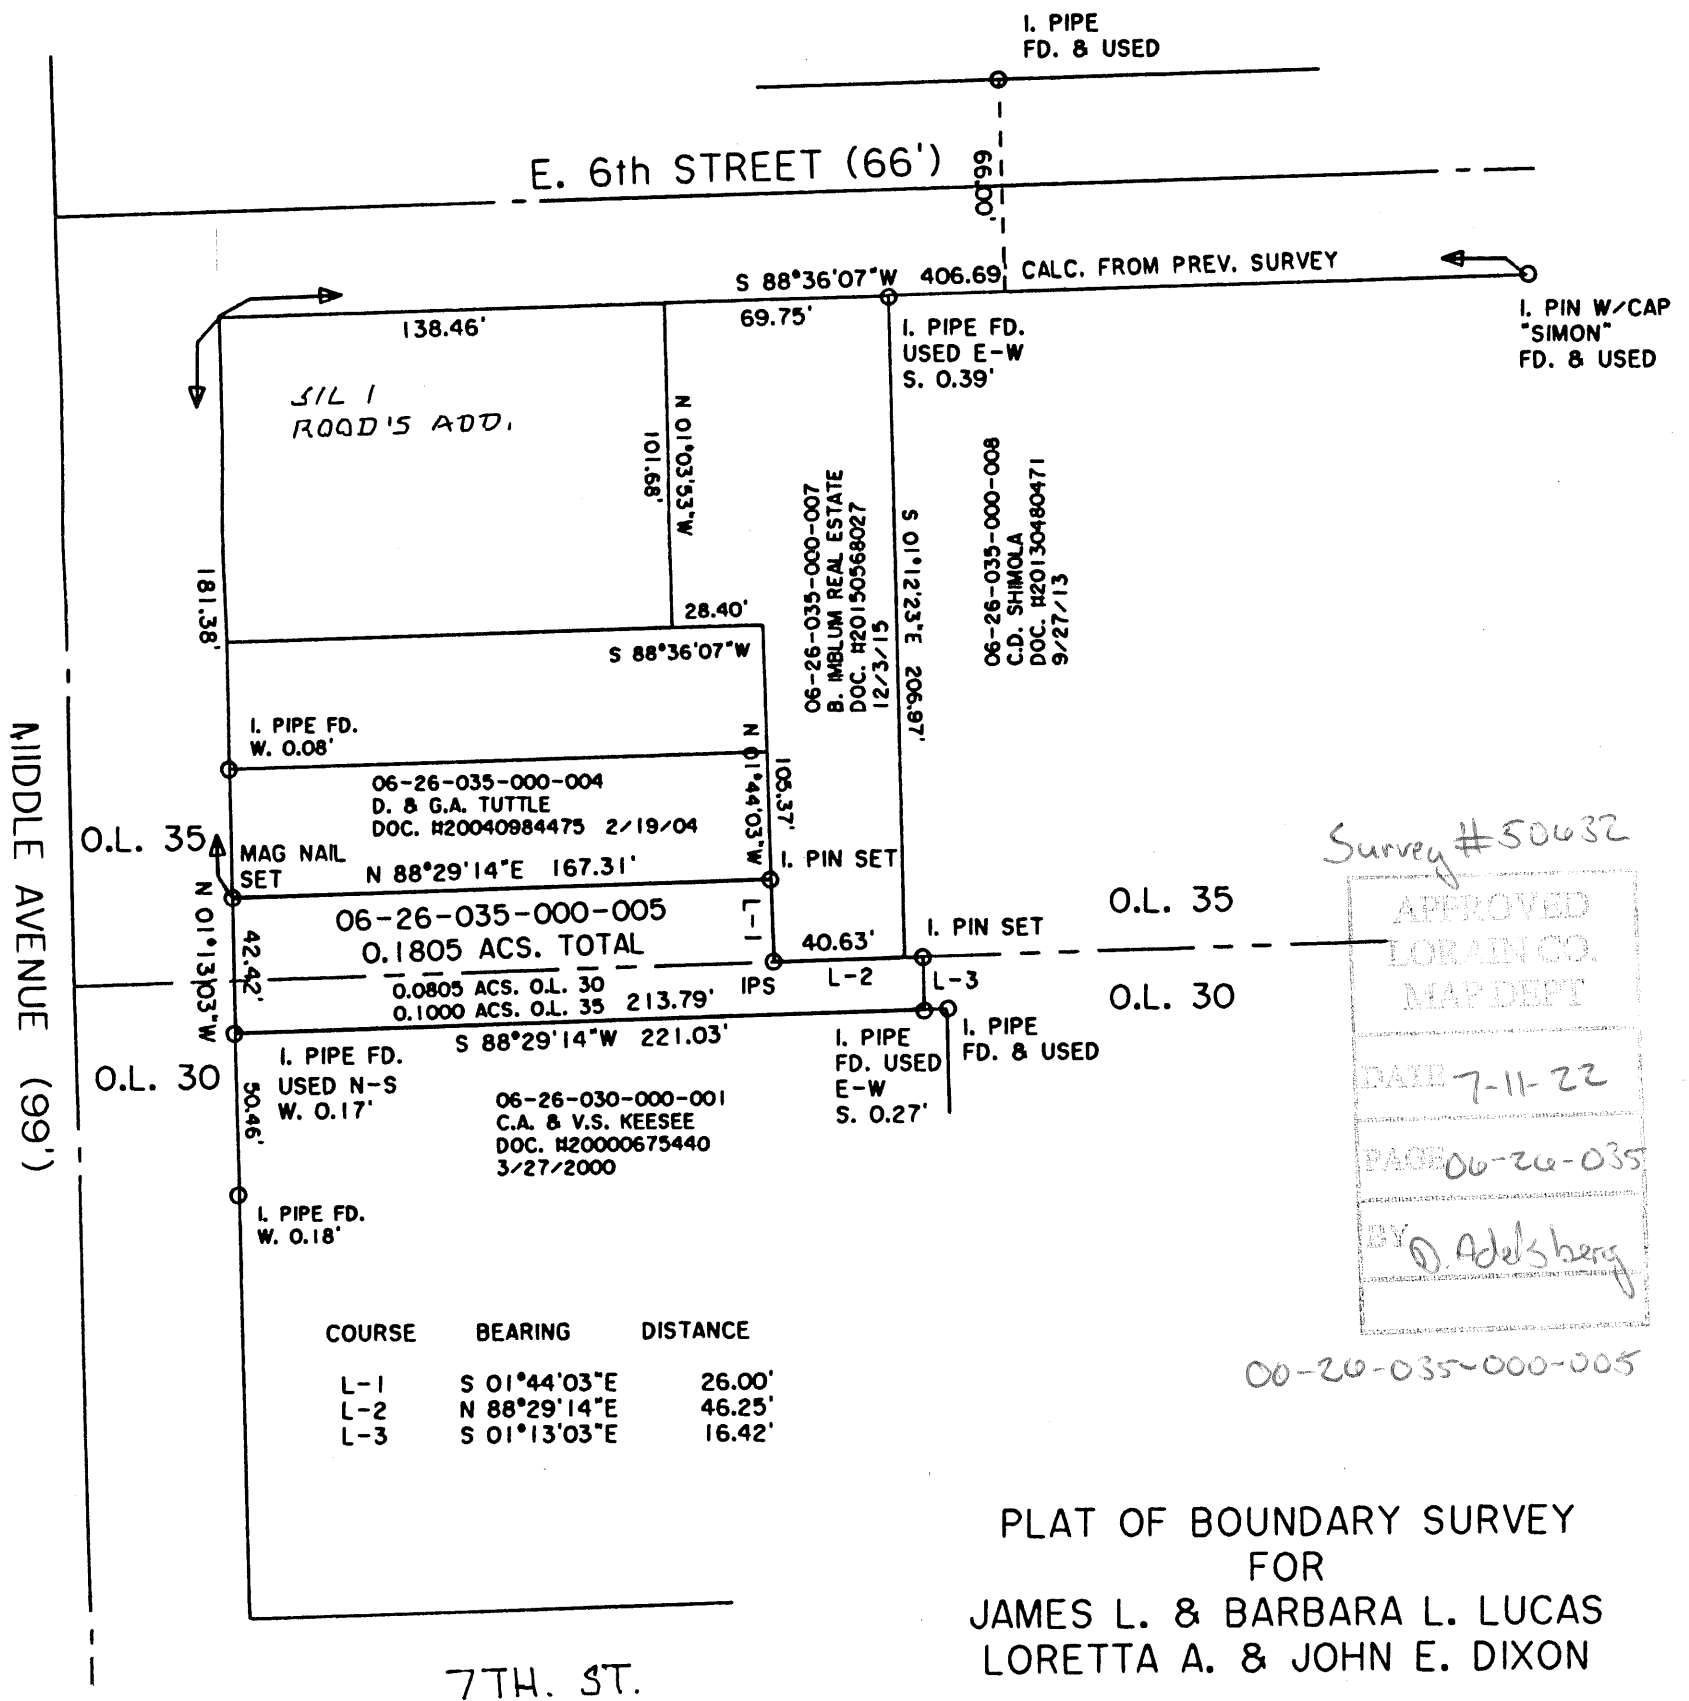 I. PIPE
FD. & USED
E. 6th STREET (66')
66.00'
S 88°36'07"W 406.69
CALC. FROM PREV. SURVEY
138.46'
69.75'
I. PIPE FD.
USED E-W
S. 0.39'
I. PIN W/CAP
"SIMON"
FD. & USED
S/L 1
ROOD'S ADD.
N 01°03'53"W
101.68'
06-26-035-000-007
B. IMBLUM REAL ESTATE
DOC. #20150568027
12/3/15
S 01°12'23"E 206.97'
06-26-035-000-008
C.D. SHIMOLA
DOC. #20130480471
9/27/13
181.38'
28.40'
S 88°36'07"W
I. PIPE FD.
W. 0.08'
N 01°44'03"W
105.37'
06-26-035-000-004
D. & G.A. TUTTLE
DOC. #20040984475 2/19/04
MIDDLE AVENUE (99')
O.L. 35
MAG NAIL
SET
N 88°29'14"E 167.31'
I. PIN SET
N 01°13'03"W
42.42'
06-26-035-000-005
0.1805 ACS. TOTAL
0.0805 ACS. O.L. 30
0.1000 ACS. O.L. 35
213.79'
L-1
40.63'
IPS
L-2
I. PIN SET
L-3
O.L. 35
O.L. 30
S 88°29'14"W 221.03'
I. PIPE FD.
USED N-S
W. 0.17'
O.L. 30
50.46'
I. PIPE
FD. USED
E-W
S. 0.27'
I. PIPE
FD. & USED
06-26-030-000-001
C.A. & V.S. KEESEE
DOC. #20000675440
3/27/2000
I. PIPE FD.
W. 0.18'
Survey #50632
APPROVED
LORAIN CO.
MAP DEPT
DATE 7-11-22
PAGE 06-26-035
BY D. Adelsberg
00-26-035-000-005
COURSE BEARING DISTANCE
L-1 S 01°44'03"E 26.00'
L-2 N 88°29'14"E 46.25'
L-3 S 01°13'03"E 16.42'
7TH. ST.
PLAT OF BOUNDARY SURVEY
FOR
JAMES L. & BARBARA L. LUCAS
LORETTA A. & JOHN E. DIXON